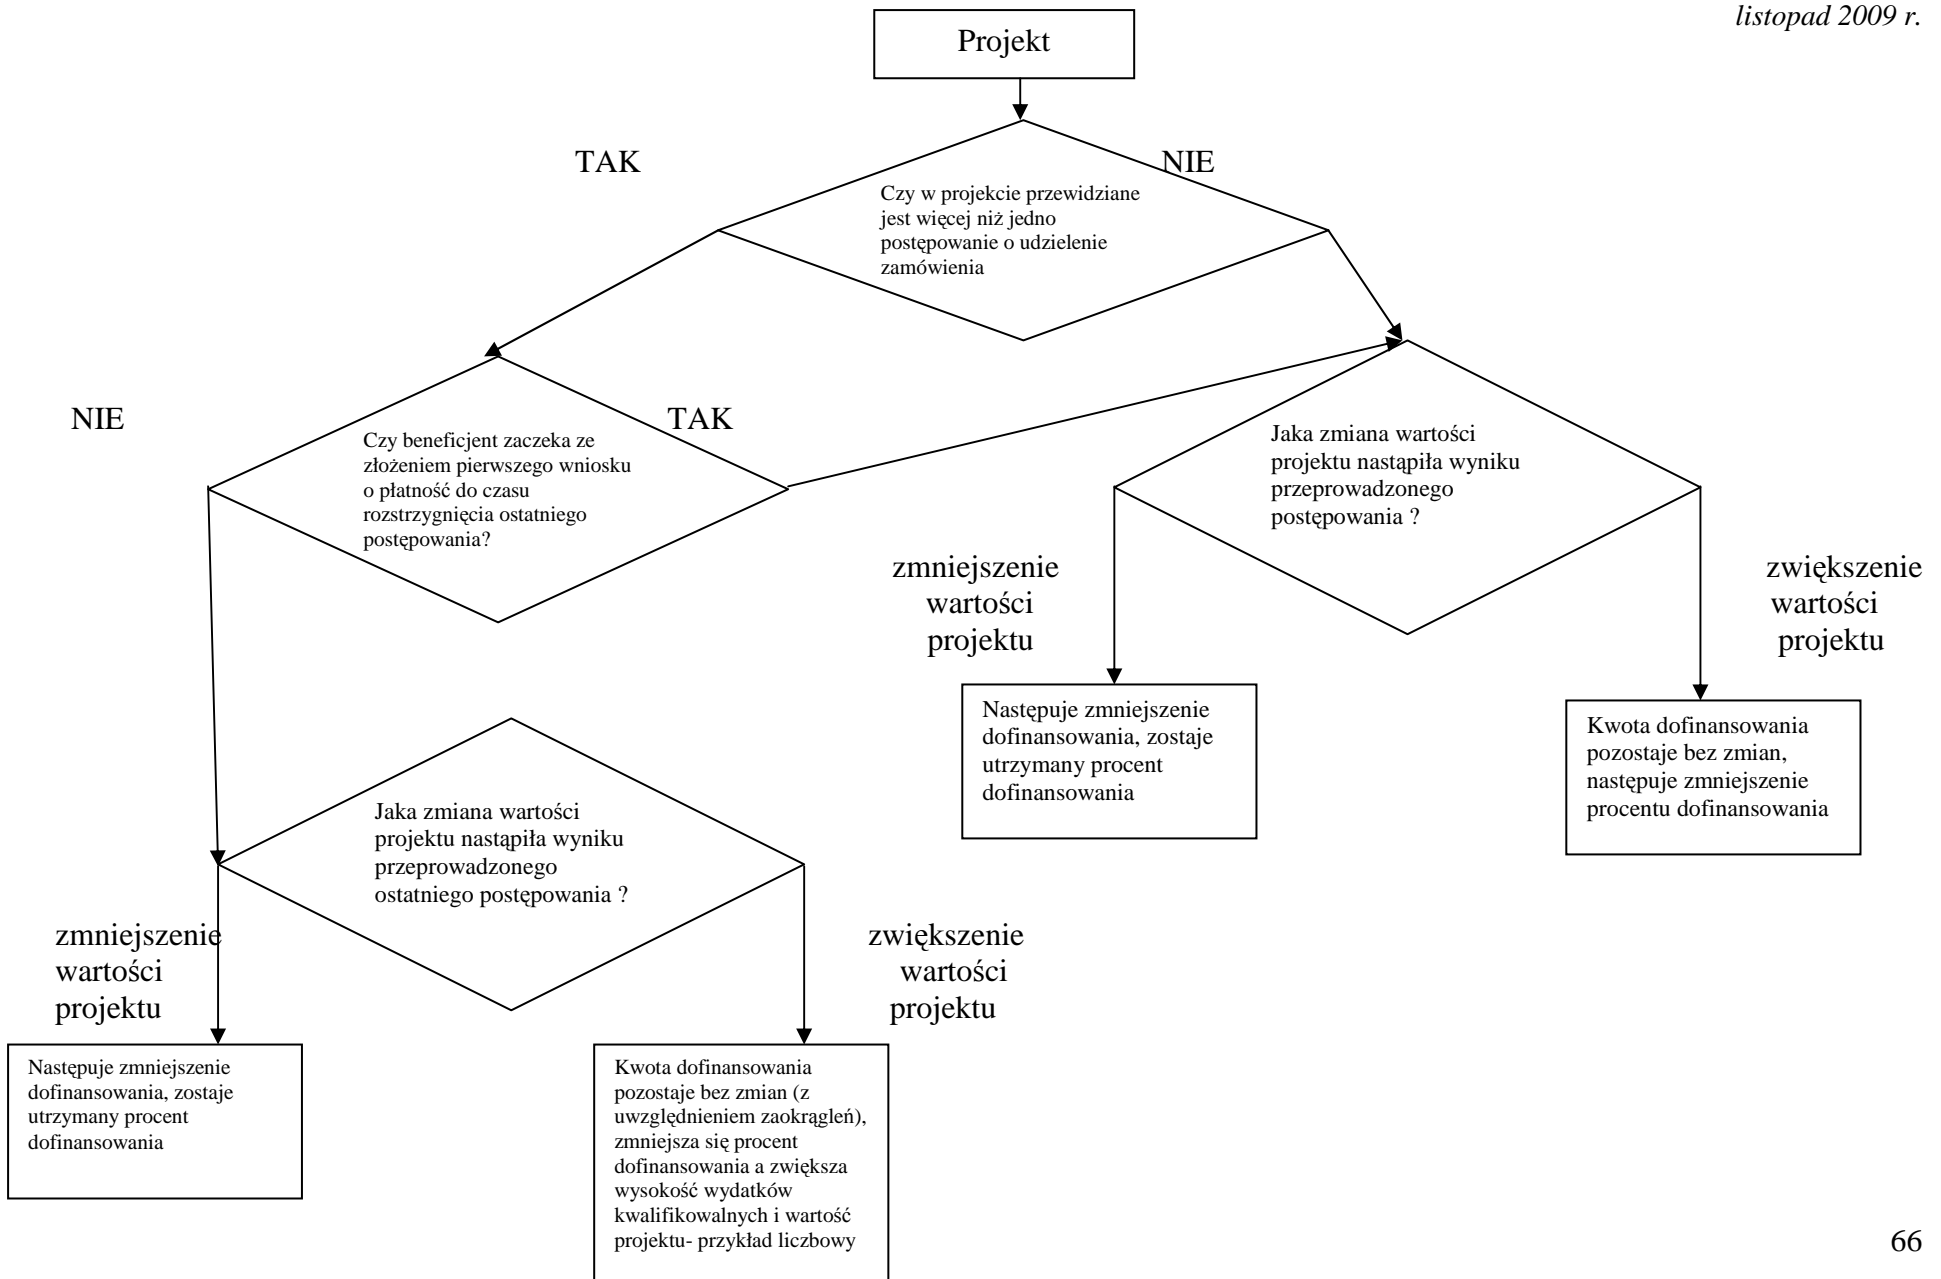 listopad 2009 r.
Projekt
TAK
NIE
Czy w projekcie przewidziane
jest więcej niż jedno
postępowanie o udzielenie
zamówienia
NIE
TAK
Czy beneficjent zaczeka ze
złożeniem pierwszego wniosku
o płatność do czasu
rozstrzygnięcia ostatniego
postępowania?
Jaka zmiana wartości
projektu nastąpiła wyniku
przeprowadzonego
postępowania ?
zmniejszenie
wartości
projektu
zwiększenie
wartości
projektu
Następuje zmniejszenie
dofinansowania, zostaje
utrzymany procent
dofinansowania
Kwota dofinansowania
pozostaje bez zmian,
następuje zmniejszenie
procentu dofinansowania
Jaka zmiana wartości
projektu nastąpiła wyniku
przeprowadzonego
ostatniego postępowania ?
zmniejszenie
wartości
projektu
zwiększenie
wartości
projektu
Następuje zmniejszenie
dofinansowania, zostaje
utrzymany procent
dofinansowania
Kwota dofinansowania
pozostaje bez zmian (z
uwzględnieniem zaokrągleń),
zmniejsza się procent
dofinansowania a zwiększa
wysokość wydatków
kwalifikowalnych i wartość
projektu- przykład liczbowy
66